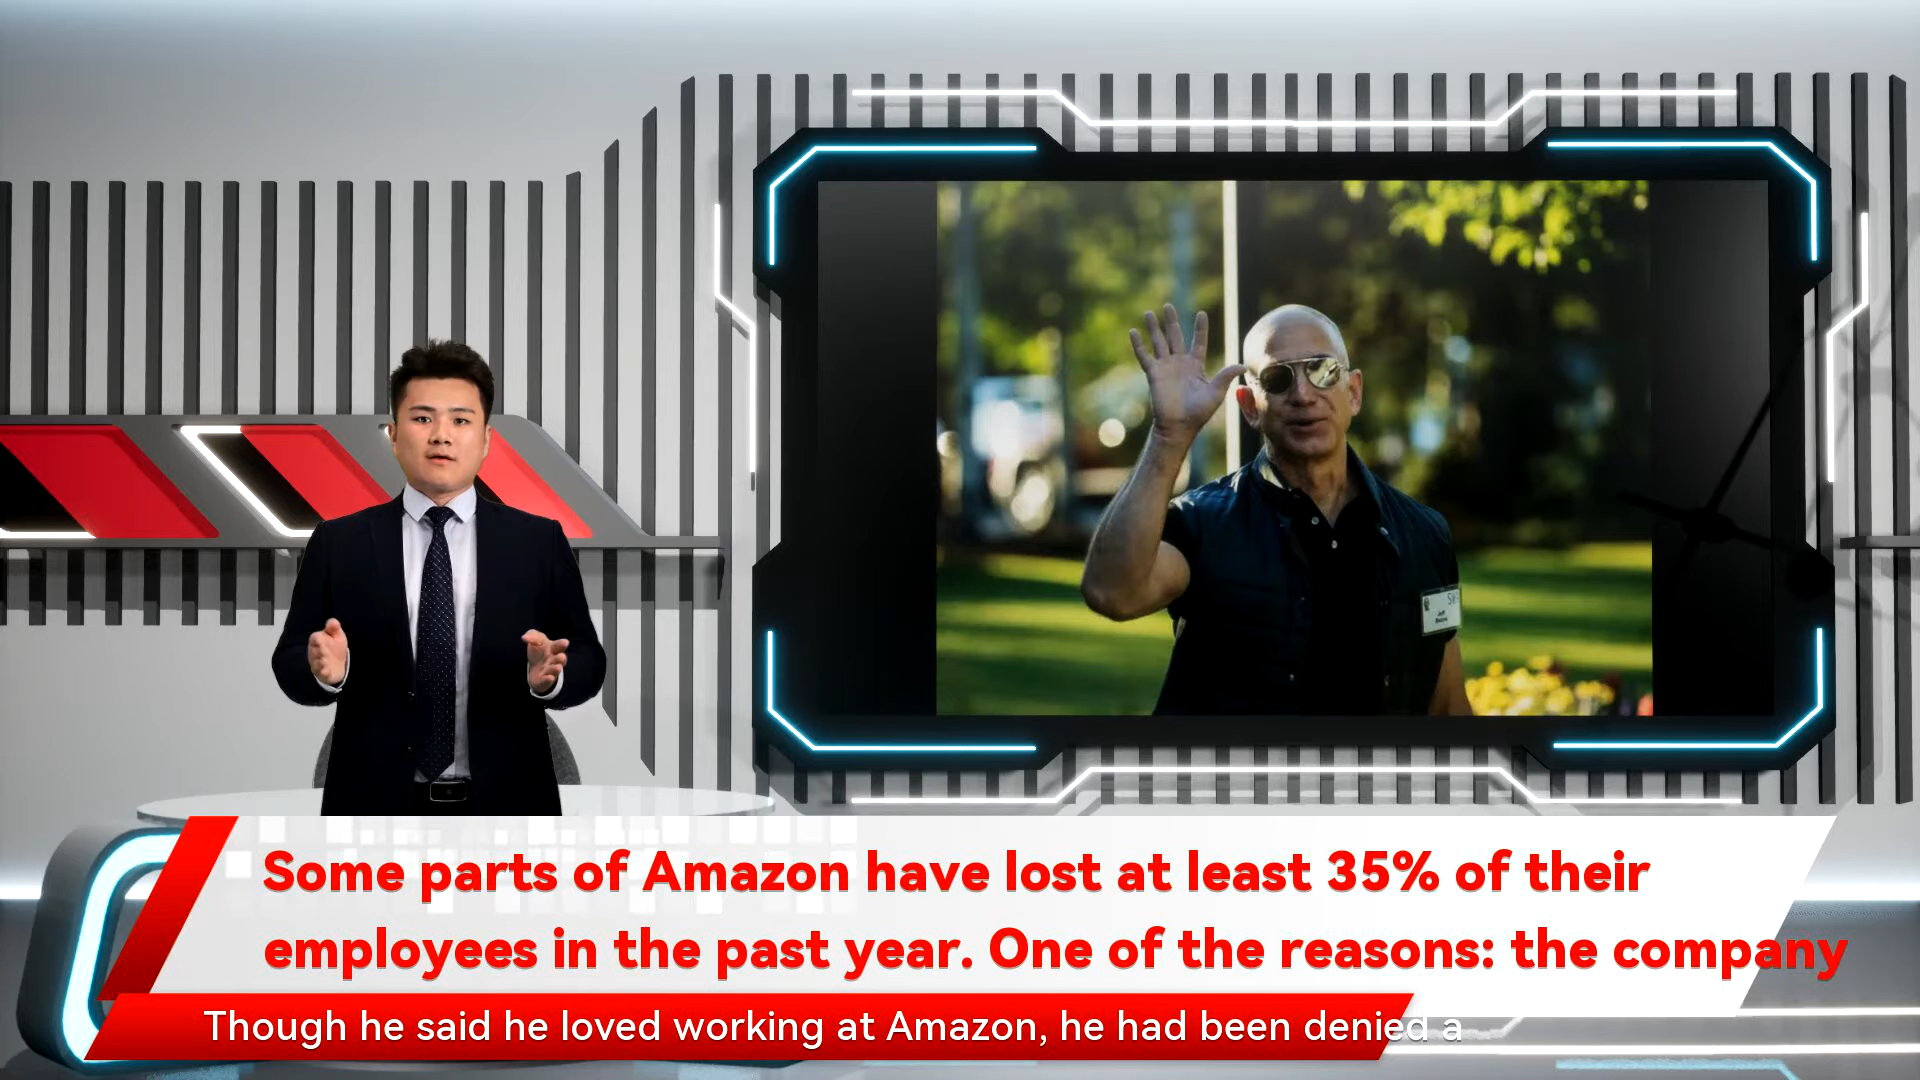 Jeff
Some parts of Amazon have lost at least 35% of their
employees in the past year. One of the reasons: the company
Though he said he loved working at Amazon, he had been denied a